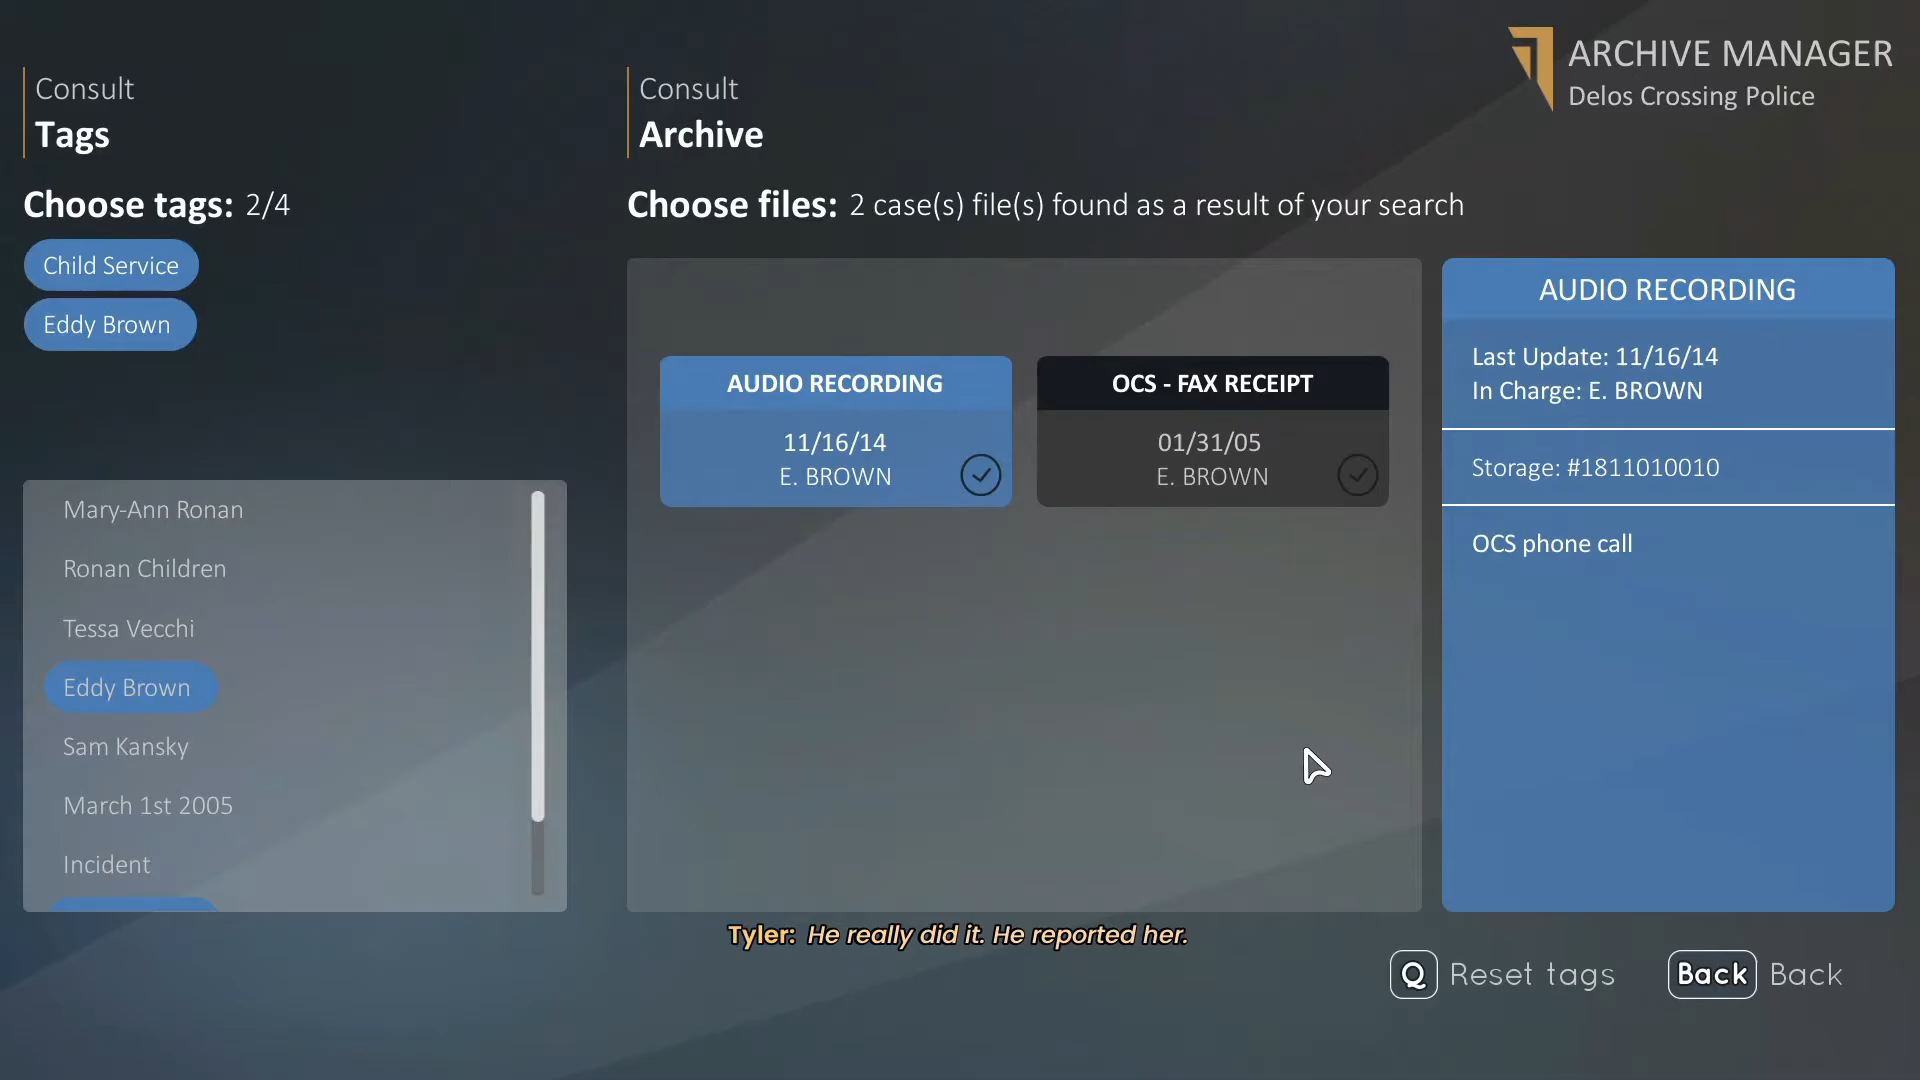 Consult
Tags
Choose tags: 2/4
Child Service
Eddy Brown
Mary-Ann Ronan
Ronan Children
Tessa Vecchi
Eddy Brown
Sam Kansky
March 1st 2005
Incident
Consult
Archive
Choose files: 2 case(s) file(s) found as a result of your search
AUDIO RECORDING
11/16/14
E. BROWN
OCS - FAX RECEIPT
01/31/05
E. BROWN
ARCHIVE MANAGER
Delos Crossing Police
AUDIO RECORDING
Last Update: 11/16/14
In Charge: E. BROWN
Storage: #1811010010
OCS phone call
Tyler: He really did it. He reported her.
Q Reset tags
Back Back